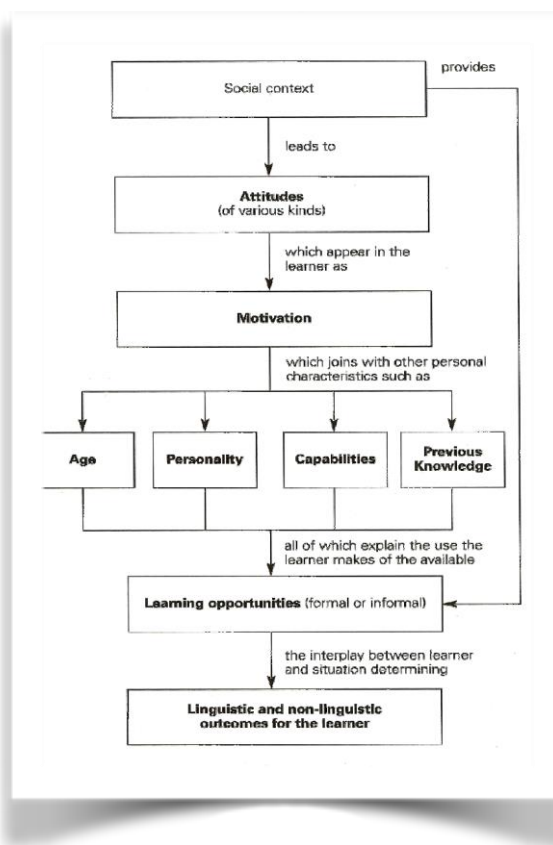 provides
Social context
leads to
Attitudes
(of various kinds)
which appear in the
learner as
Motivation
which joins with other personal
characteristics such as
Age
Personality
Capabilities
Previous
Knowledge
all of which explain the use the
learner makes of the available
Learning opportunities (formal or informal)
the interplay between learner
and situation determining
Linguistic and non-linguistic
outcomes for the learner